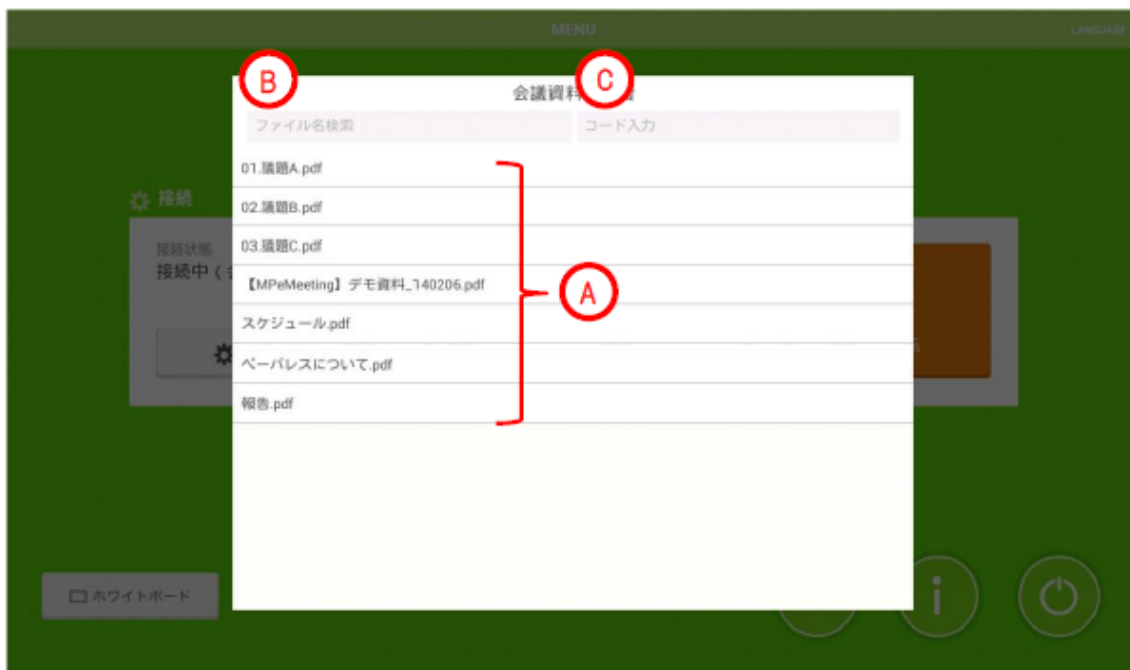 MENU
LANGUAGE
B
C
会議資料
ファイル名検索
コード入力
01.議題A.pdf
02.議題B.pdf
接続
03.議題C.pdf
接続状態
接続中 (
【MPeMeeting】デモ資料_140206.pdf
A
スケジュール.pdf
ペーパレスについて.pdf
報告.pdf
ホワイトボード
i